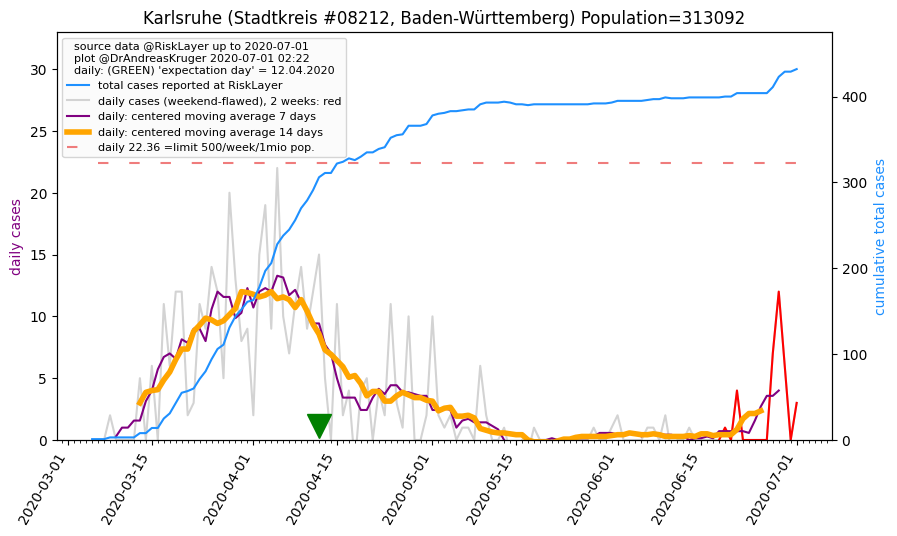 Karlsruhe (Stadtkreis #08212, Baden-Württemberg) Population=313092
source data @RiskLayer up to 2020-07-01
plot @DrAndreasKruger 2020-07-01 02:22
daily: (GREEN) 'expectation day' = 12.04.2020
total cases reported at RiskLayer
daily cases (weekend-flawed), 2 weeks: red
daily: centered moving average 7 days
daily: centered moving average 14 days
daily 22.36 =limit 500/week/1mio pop.
daily cases
30
25
20
15
10
5
0
cumulative total cases
400
300
200
100
0
2020-03-01
2020-03-15
2020-04-01
2020-04-15
2020-05-01
2020-05-15
2020-06-01
2020-06-15
2020-07-01